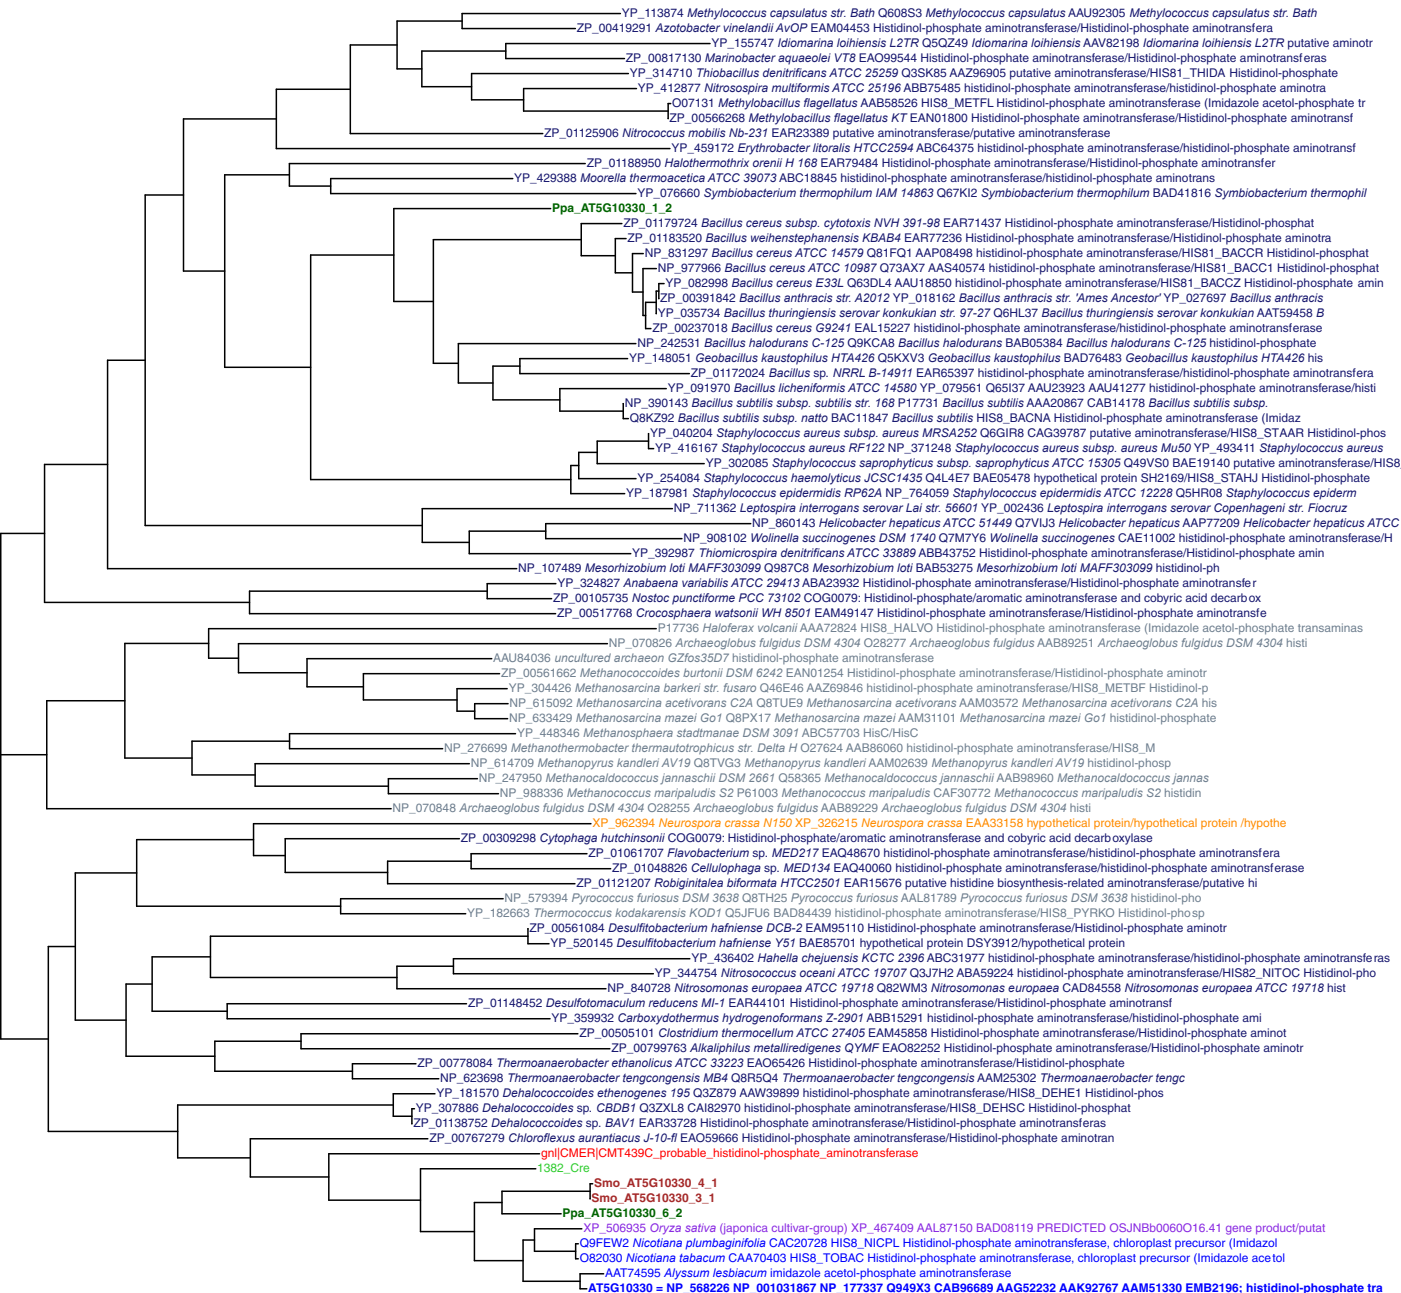 YP_113874 Methylococcus capsulatus str. Bath Q608S3 Methylococcus capsulatus AAU92305 Methylococcus capsulatus str. Bath
ZP_00419291 Azotobacter vinelandii AvOP EAM04453 Histidinol-phosphate aminotransferase/Histidinol-phosphate aminotransfera
YP_155747 Idiomarina loihiensis L2TR Q5QZ49 Idiomarina loihiensis AAV82198 Idiomarina loihiensis L2TR putative aminotr
ZP_00817130 Marinobacter aquaeolei VT8 EAO99544 Histidinol-phosphate aminotransferase/Histidinol-phosphate aminotransferas
YP_314710 Thiobacillus denitrificans ATCC 25259 Q3SK85 AAZ96905 putative aminotransferase/HIS81_THIDA Histidinol-phosphate
YP_412877 Nitrosospira multiformis ATCC 25196 ABB75485 histidinol-phosphate aminotransferase/histidinol-phosphate aminotra
O07131 Methylobacillus flagellatus AAB58526 HIS8_METFL Histidinol-phosphate aminotransferase (Imidazole acetol-phosphate tr
ZP_00566268 Methylobacillus flagellatus KT EAN01800 Histidinol-phosphate aminotransferase/Histidinol-phosphate aminotransf
ZP_01125906 Nitrococcus mobilis Nb-231 EAR23389 putative aminotransferase/putative aminotransferase
YP_459172 Erythrobacter litoralis HTCC2594 ABC64375 histidinol-phosphate aminotransferase/histidinol-phosphate aminotransf
ZP_01188950 Halothermothrix orenii H 168 EAR79484 Histidinol-phosphate aminotransferase/Histidinol-phosphate aminotransfer
YP_429388 Moorella thermoacetica ATCC 39073 ABC18845 histidinol-phosphate aminotransferase/histidinol-phosphate aminotrans
YP_076660 Symbiobacterium thermophilum IAM 14863 Q67KI2 Symbiobacterium thermophilum BAD41816 Symbiobacterium thermophil
Ppa_AT5G10330_1_2
ZP_01179724 Bacillus cereus subsp. cytotoxis NVH 391-98 EAR71437 Histidinol-phosphate aminotransferase/Histidinol-phosphat
ZP_01183520 Bacillus weihenstephanensis KBAB4 EAR77236 Histidinol-phosphate aminotransferase/Histidinol-phosphate aminotra
NP_831297 Bacillus cereus ATCC 14579 Q81FQ1 AAP08498 histidinol-phosphate aminotransferase/HIS81_BACCR Histidinol-phosphat
NP_977966 Bacillus cereus ATCC 10987 Q73AX7 AAS40574 histidinol-phosphate aminotransferase/HIS81_BACC1 Histidinol-phosphat
YP_082998 Bacillus cereus E33L Q63DL4 AAU18850 histidinol-phosphate aminotransferase/HIS81_BACCZ Histidinol-phosphate amin
ZP_00391842 Bacillus anthracis str. A2012 YP_018162 Bacillus anthracis str. 'Ames Ancestor' YP_027697 Bacillus anthracis
YP_035734 Bacillus thuringiensis serovar konkukian str. 97-27 Q6HL37 Bacillus thuringiensis serovar konkukian AAT59458 B
ZP_00237018 Bacillus cereus G9241 EAL15227 histidinol-phosphate aminotransferase/histidinol-phosphate aminotransferase
NP_242531 Bacillus halodurans C-125 Q9KCA8 Bacillus halodurans BAB05384 Bacillus halodurans C-125 histidinol-phosphate
YP_148051 Geobacillus kaustophilus HTA426 Q5KXV3 Geobacillus kaustophilus BAD76483 Geobacillus kaustophilus HTA426 his
ZP_01172024 Bacillus sp. NRRL B-14911 EAR65397 histidinol-phosphate aminotransferase/histidinol-phosphate aminotransfera
YP_091970 Bacillus licheniformis ATCC 14580 YP_079561 Q65I37 AAU23923 AAU41277 histidinol-phosphate aminotransferase/histi
NP_390143 Bacillus subtilis subsp. subtilis str. 168 P17731 Bacillus subtilis AAA20867 CAB14178 Bacillus subtilis subsp.
Q8KZ92 Bacillus subtilis subsp. natto BAC11847 Bacillus subtilis HIS8_BACNA Histidinol-phosphate aminotransferase (Imidaz
YP_040204 Staphylococcus aureus subsp. aureus MRSA252 Q6GIR8 CAG39787 putative aminotransferase/HIS8_STAAR Histidinol-phos
YP_416167 Staphylococcus aureus RF122 NP_371248 Staphylococcus aureus subsp. aureus Mu50 YP_493411 Staphylococcus aureus
YP_302085 Staphylococcus saprophyticus subsp. saprophyticus ATCC 15305 Q49VS0 BAE19140 putative aminotransferase/HIS8_
YP_254084 Staphylococcus haemolyticus JCSC1435 Q4L4E7 BAE05478 hypothetical protein SH2169/HIS8_STAHJ Histidinol-phosphate
YP_187981 Staphylococcus epidermidis RP62A NP_764059 Staphylococcus epidermidis ATCC 12228 Q5HR08 Staphylococcus epiderm
NP_711362 Leptospira interrogans serovar Lai str. 56601 YP_002436 Leptospira interrogans serovar Copenhageni str. Fiocruz
NP_860143 Helicobacter hepaticus ATCC 51449 Q7VIJ3 Helicobacter hepaticus AAP77209 Helicobacter hepaticus ATCC
NP_908102 Wolinella succinogenes DSM 1740 Q7M7Y6 Wolinella succinogenes CAE11002 histidinol-phosphate aminotransferase/H
YP_392987 Thiomicrospira denitrificans ATCC 33889 ABB43752 Histidinol-phosphate aminotransferase/Histidinol-phosphate amin
NP_107489 Mesorhizobium loti MAFF303099 Q987C8 Mesorhizobium loti BAB53275 Mesorhizobium loti MAFF303099 histidinol-ph
YP_324827 Anabaena variabilis ATCC 29413 ABA23932 Histidinol-phosphate aminotransferase/Histidinol-phosphate aminotransfer
ZP_00105735 Nostoc punctiforme PCC 73102 COG0079: Histidinol-phosphate/aromatic aminotransferase and cobyric acid decarbox
ZP_00517768 Crocosphaera watsonii WH 8501 EAM49147 Histidinol-phosphate aminotransferase/Histidinol-phosphate aminotransfe
P17736 Haloferax volcanii AAA72824 HIS8_HALVO Histidinol-phosphate aminotransferase (Imidazole acetol-phosphate transaminas
NP_070826 Archaeoglobus fulgidus DSM 4304 O28277 Archaeoglobus fulgidus AAB89251 Archaeoglobus fulgidus DSM 4304 histi
AAU84036 uncultured archaeon GZfos35D7 histidinol-phosphate aminotransferase
ZP_00561662 Methanococcoides burtonii DSM 6242 EAN01254 Histidinol-phosphate aminotransferase/Histidinol-phosphate aminotr
YP_304426 Methanosarcina barkeri str. fusaro Q46E46 AAZ69846 histidinol-phosphate aminotransferase/HIS8_METBF Histidinol-p
NP_615092 Methanosarcina acetivorans C2A Q8TUE9 Methanosarcina acetivorans AAM03572 Methanosarcina acetivorans C2A his
NP_633429 Methanosarcina mazei Go1 Q8PX17 Methanosarcina mazei AAM31101 Methanosarcina mazei Go1 histidinol-phosphate
YP_448346 Methanosphaera stadtmanae DSM 3091 ABC57703 HisC/HisC
NP_276699 Methanothermobacter thermautotrophicus str. Delta H O27624 AAB86060 histidinol-phosphate aminotransferase/HIS8_M
NP_614709 Methanopyrus kandleri AV19 Q8TVG3 Methanopyrus kandleri AAM02639 Methanopyrus kandleri AV19 histidinol-phosp
NP_247950 Methanocaldococcus jannaschii DSM 2661 Q58365 Methanocaldococcus jannaschii AAB98960 Methanocaldococcus jannas
NP_988336 Methanococcus maripaludis S2 P61003 Methanococcus maripaludis CAF30772 Methanococcus maripaludis S2 histidin
NP_070848 Archaeoglobus fulgidus DSM 4304 O28255 Archaeoglobus fulgidus AAB89229 Archaeoglobus fulgidus DSM 4304 histi
XP_962394 Neurospora crassa N150 XP_326215 Neurospora crassa EAA33158 hypothetical protein/hypothetical protein /hypothe
ZP_00309298 Cytophaga hutchinsonii COG0079: Histidinol-phosphate/aromatic aminotransferase and cobyric acid decarboxylase
ZP_01061707 Flavobacterium sp. MED217 EAQ48670 histidinol-phosphate aminotransferase/histidinol-phosphate aminotransfera
ZP_01048826 Cellulophaga sp. MED134 EAQ40060 histidinol-phosphate aminotransferase/histidinol-phosphate aminotransferase
ZP_01121207 Robiginitalea biformata HTCC2501 EAR15676 putative histidine biosynthesis-related aminotransferase/putative hi
NP_579394 Pyrococcus furiosus DSM 3638 Q8TH25 Pyrococcus furiosus AAL81789 Pyrococcus furiosus DSM 3638 histidinol-pho
YP_182663 Thermococcus kodakarensis KOD1 Q5JFU6 BAD84439 histidinol-phosphate aminotransferase/HIS8_PYRKO Histidinol-phosp
ZP_00561084 Desulfitobacterium hafniense DCB-2 EAM95110 Histidinol-phosphate aminotransferase/Histidinol-phosphate aminotr
YP_520145 Desulfitobacterium hafniense Y51 BAE85701 hypothetical protein DSY3912/hypothetical protein
YP_436402 Hahella chejuensis KCTC 2396 ABC31977 histidinol-phosphate aminotransferase/histidinol-phosphate aminotransferas
YP_344754 Nitrosococcus oceani ATCC 19707 Q3J7H2 ABA59224 histidinol-phosphate aminotransferase/HIS82_NITOC Histidinol-pho
NP_840728 Nitrosomonas europaea ATCC 19718 Q82WM3 Nitrosomonas europaea CAD84558 Nitrosomonas europaea ATCC 19718 hist
ZP_01148452 Desulfotomaculum reducens MI-1 EAR44101 Histidinol-phosphate aminotransferase/Histidinol-phosphate aminotransf
YP_359932 Carboxydothermus hydrogenoformans Z-2901 ABB15291 histidinol-phosphate aminotransferase/histidinol-phosphate ami
ZP_00505101 Clostridium thermocellum ATCC 27405 EAM45858 Histidinol-phosphate aminotransferase/Histidinol-phosphate aminot
ZP_00799763 Alkaliphilus metalliredigenes QYMF EAO82252 Histidinol-phosphate aminotransferase/Histidinol-phosphate aminotr
ZP_00778084 Thermoanaerobacter ethanolicus ATCC 33223 EAO65426 Histidinol-phosphate aminotransferase/Histidinol-phosphate
NP_623698 Thermoanaerobacter tengcongensis MB4 Q8R5Q4 Thermoanaerobacter tengcongensis AAM25302 Thermoanaerobacter tengc
YP_181570 Dehalococcoides ethenogenes 195 Q3Z879 AAW39899 histidinol-phosphate aminotransferase/HIS8_DEHE1 Histidinol-phos
YP_307886 Dehalococcoides sp. CBDB1 Q3ZXL8 CAI82970 histidinol-phosphate aminotransferase/HIS8_DEHSC Histidinol-phosphat
ZP_01138752 Dehalococcoides sp. BAV1 EAR33728 Histidinol-phosphate aminotransferase/Histidinol-phosphate aminotransferas
ZP_00767279 Chloroflexus aurantiacus J-10-fl EAO59666 Histidinol-phosphate aminotransferase/Histidinol-phosphate aminotran
gnl|CMER|CMT439C_probable_histidinol-phosphate_aminotransferase
1382_Cre
Smo_AT5G10330_4_1
Smo_AT5G10330_3_1
Ppa_AT5G10330_6_2
XP_506935 Oryza sativa (japonica cultivar-group) XP_467409 AAL87150 BAD08119 PREDICTED OSJNBb0060O16.41 gene product/putat
Q9FEW2 Nicotiana plumbaginifolia CAC20728 HIS8_NICPL Histidinol-phosphate aminotransferase, chloroplast precursor (Imidazol
O82030 Nicotiana tabacum CAA70403 HIS8_TOBAC Histidinol-phosphate aminotransferase, chloroplast precursor (Imidazole acetol
AAT74595 Alyssum lesbiacum imidazole acetol-phosphate aminotransferase
AT5G10330 = NP_568226 NP_001031867 NP_177337 Q949X3 CAB96689 AAG52232 AAK92767 AAM51330 EMB2196; histidinol-phosphate tra